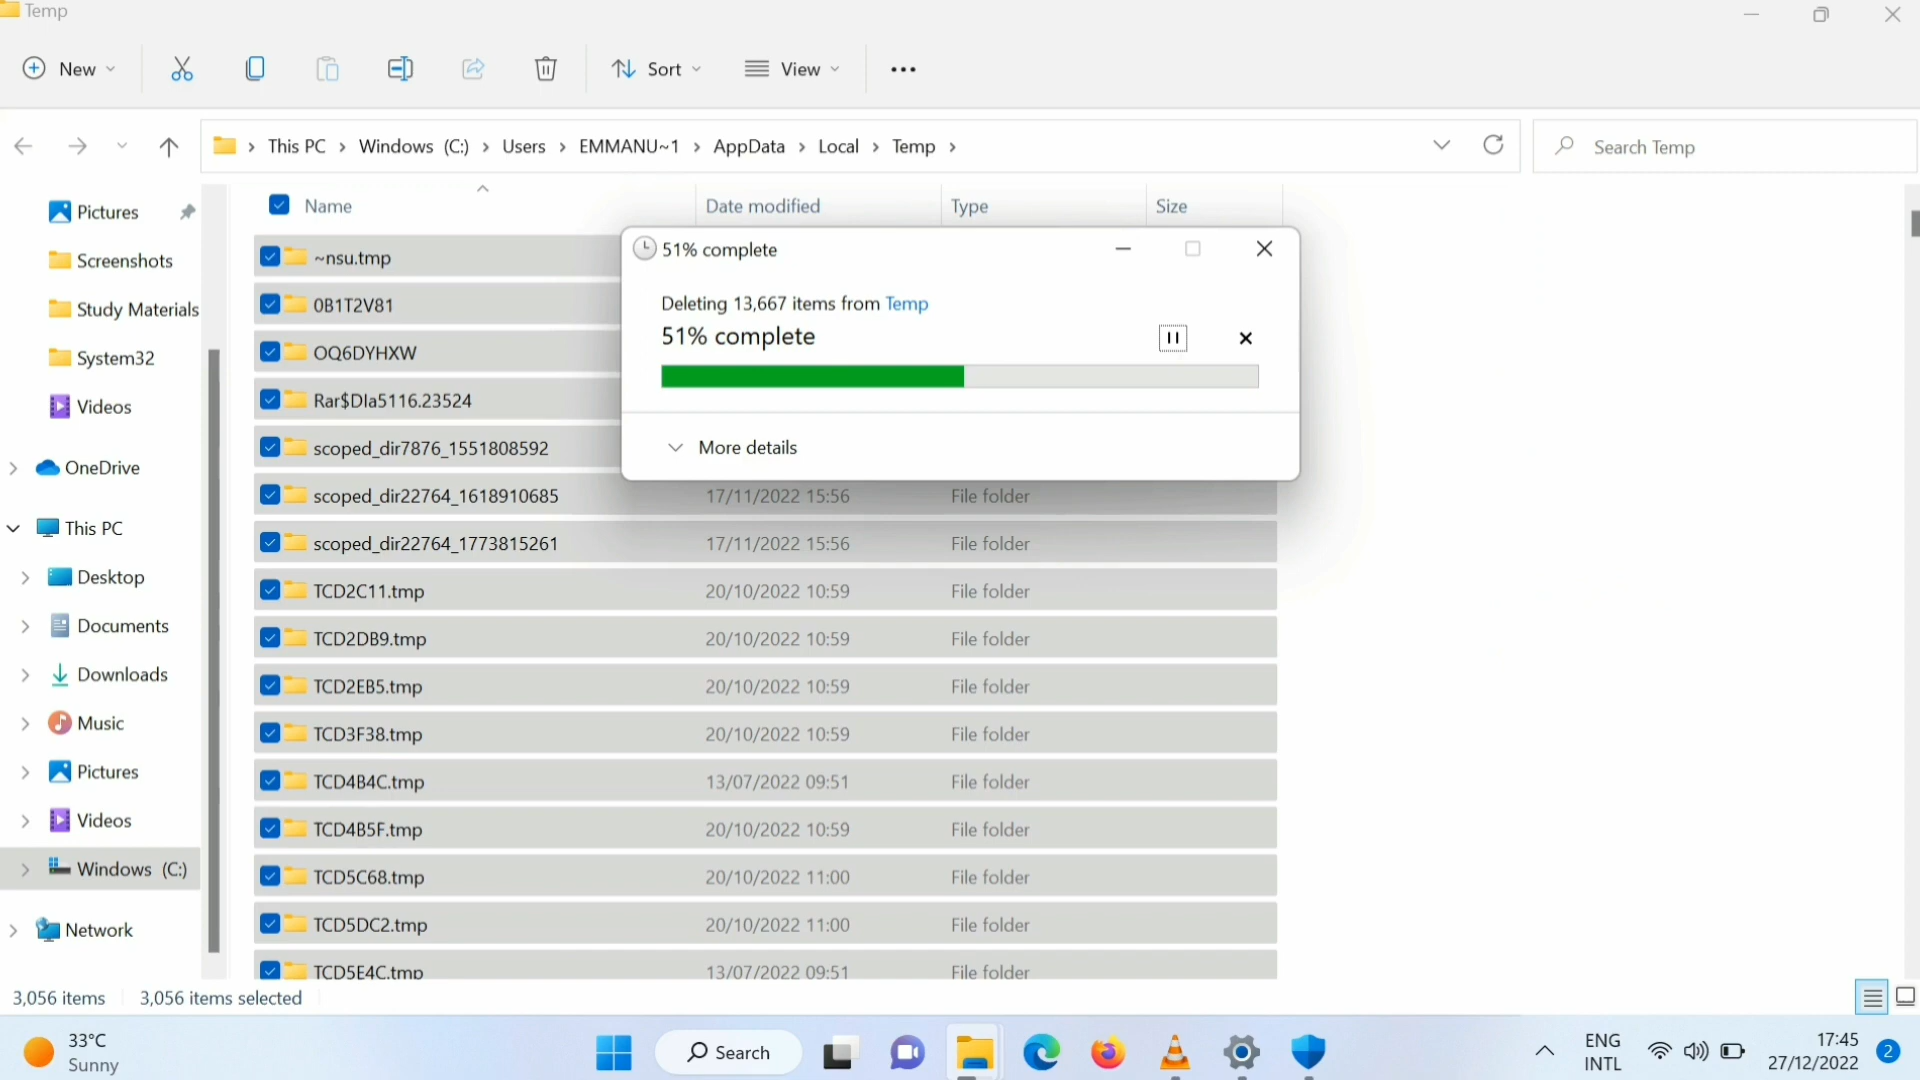 Temp
New
Sort
View
This PC
Windows (C:)
Users
EMMANU~1
AppData
Local
Temp
Search Temp
Pictures
Screenshots
Study Materials
System32
Videos
OneDrive
This PC
Desktop
Documents
Downloads
Music
Pictures
Videos
Windows (C:)
Network
Name Date modified Type Size
~nsu.tmp
0B1T2V81
OQ6DYHXW
Rar$DIa5116.23524
scoped_dir7876_1551808592
scoped_dir22764_1618910685 17/11/2022 15:56 File folder
scoped_dir22764_1773815261 17/11/2022 15:56 File folder
TCD2C11.tmp 20/10/2022 10:59 File folder
TCD2DB9.tmp 20/10/2022 10:59 File folder
TCD2EB5.tmp 20/10/2022 10:59 File folder
TCD3F38.tmp 20/10/2022 10:59 File folder
TCD4B4C.tmp 13/07/2022 09:51 File folder
TCD4B5F.tmp 20/10/2022 10:59 File folder
TCD5C68.tmp 20/10/2022 11:00 File folder
TCD5DC2.tmp 20/10/2022 11:00 File folder
TCD5E4C.tmp 13/07/2022 09:51 File folder
51% complete
Deleting 13,667 items from Temp
51% complete
More details
3,056 items 3,056 items selected
33°C
Sunny
Search
ENG
INTL
17:45
27/12/2022
2